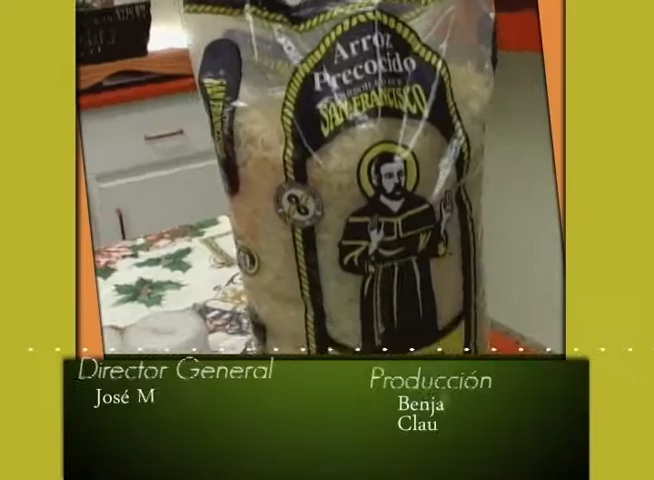 Arroz
Precocido
SAN FRANCISCO
Director General
José M
Producción
Benja
Clau